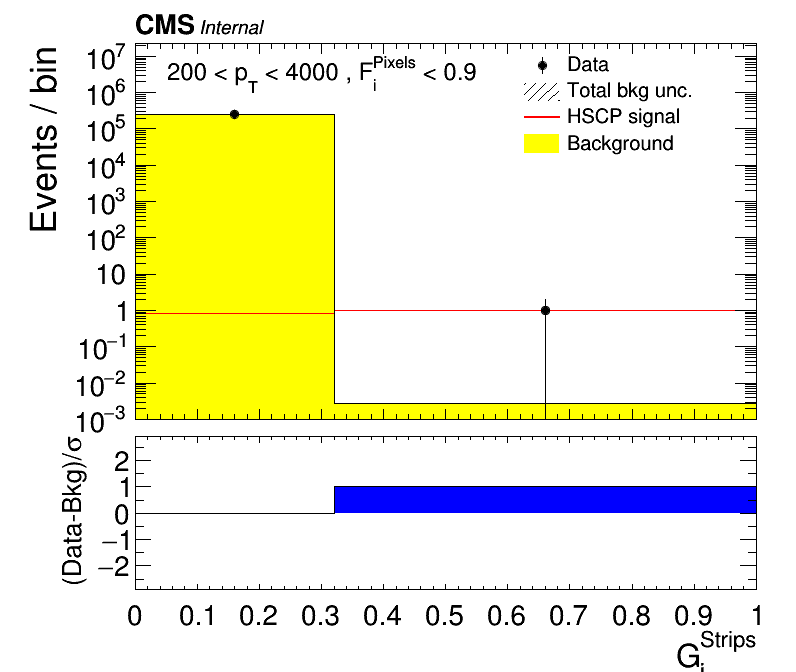 CMS Internal
200 < p_T < 4000 , F_i^Pixels < 0.9
Data
Total bkg unc.
HSCP signal
Background
Events / bin
10^7
10^6
10^5
10^4
10^3
10^2
10
1
10^−1
10^−2
10^−3
(Data-Bkg)/σ
2
1
0
−1
−2
0 0.1 0.2 0.3 0.4 0.5 0.6 0.7 0.8 0.9 1
G_i^Strips